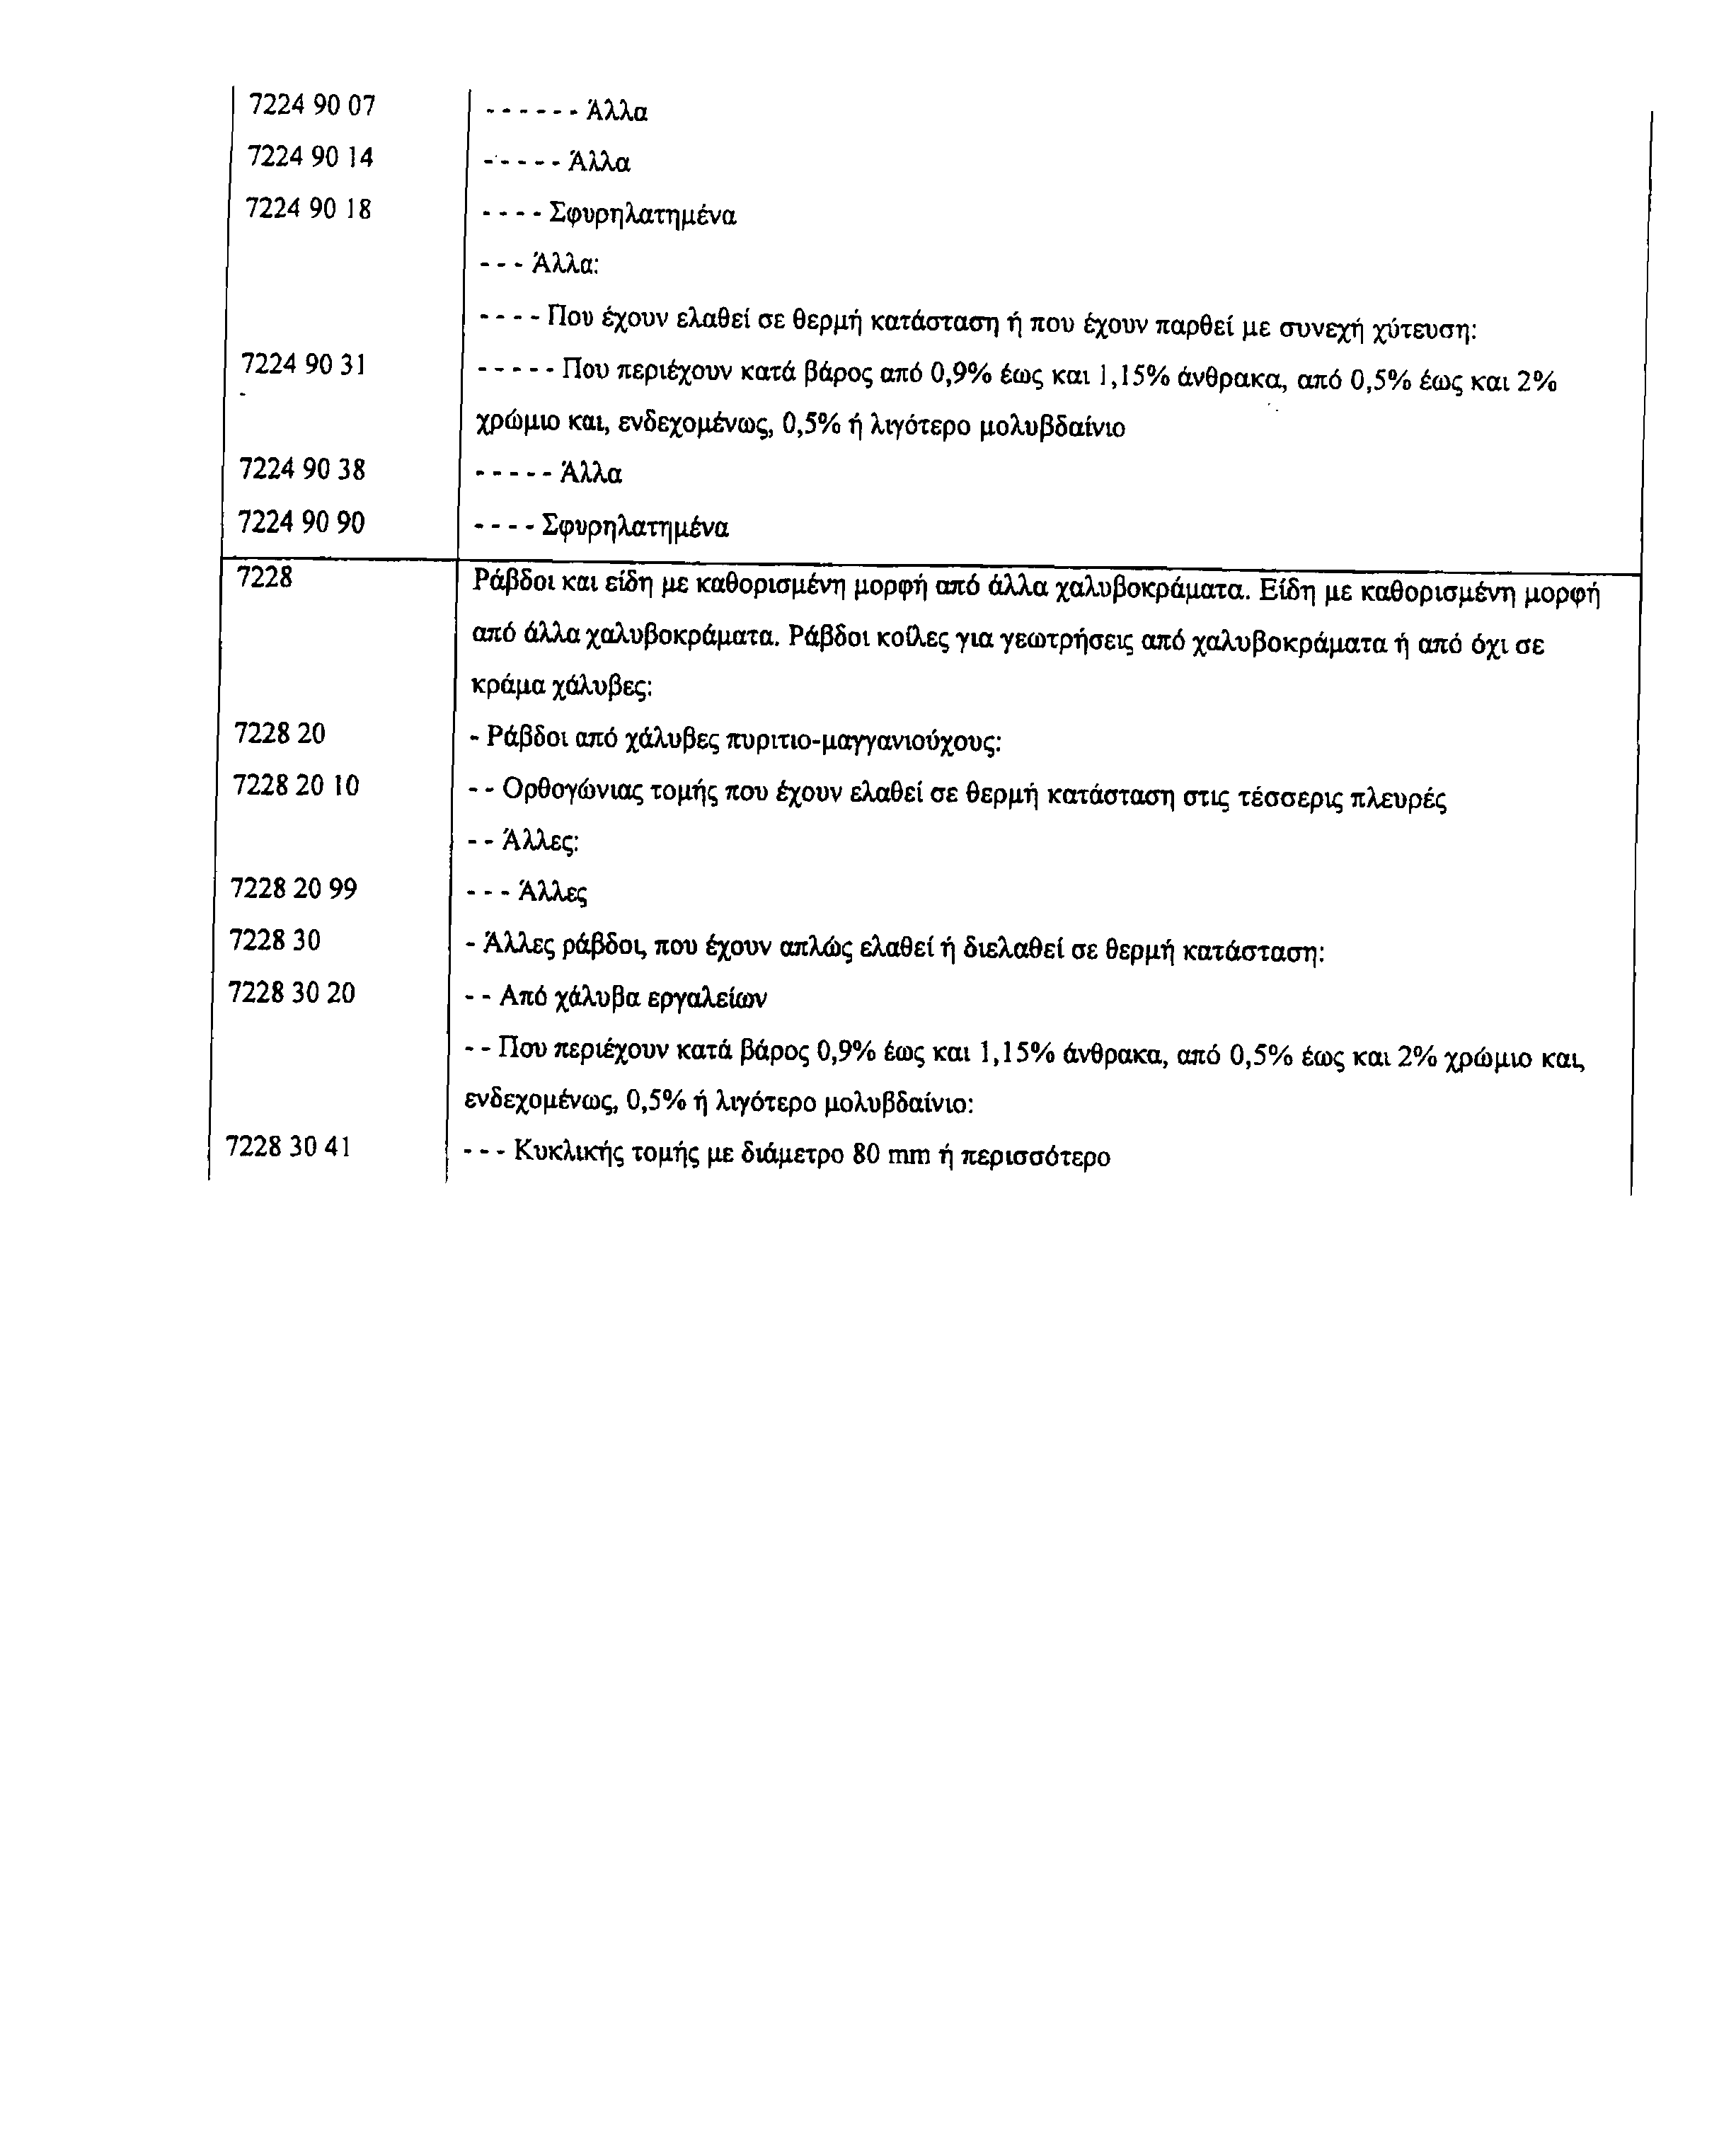 7224 90 07 - - - - - - Άλλα
7224 90 14 - - - - - Άλλα
7224 90 18 - - - - Σφυρηλατημένα
- - - Άλλα:
- - - - Που έχουν ελαθεί σε θερμή κατάσταση ή που έχουν παρθεί με συνεχή χύτευση:
7224 90 31 - - - - - Που περιέχουν κατά βάρος από 0,9% έως και 1,15% άνθρακα, από 0,5% έως και 2%
χρώμιο και, ενδεχομένως, 0,5% ή λιγότερο μολυβδαίνιο
7224 90 38 - - - - - Άλλα
7224 90 90 - - - - Σφυρηλατημένα
7228 Ράβδοι και είδη με καθορισμένη μορφή από άλλα χαλυβοκράματα. Είδη με καθορισμένη μορφή
από άλλα χαλυβοκράματα. Ράβδοι κοίλες για γεωτρήσεις από χαλυβοκράματα ή από όχι σε
κράμα χάλυβες:
7228 20 - Ράβδοι από χάλυβες πυριτιο-μαγγανιούχους:
7228 20 10 - - Ορθογώνιας τομής που έχουν ελαθεί σε θερμή κατάσταση στις τέσσερις πλευρές
- - Άλλες:
7228 20 99 - - - Άλλες
7228 30 - Άλλες ράβδοι, που έχουν απλώς ελαθεί ή διελαθεί σε θερμή κατάσταση:
7228 30 20 - - Από χάλυβα εργαλείων
- - Που περιέχουν κατά βάρος 0,9% έως και 1,15% άνθρακα, από 0,5% έως και 2% χρώμιο και,
ενδεχομένως, 0,5% ή λιγότερο μολυβδαίνιο:
7228 30 41 - - - Κυκλικής τομής με διάμετρο 80 mm ή περισσότερο